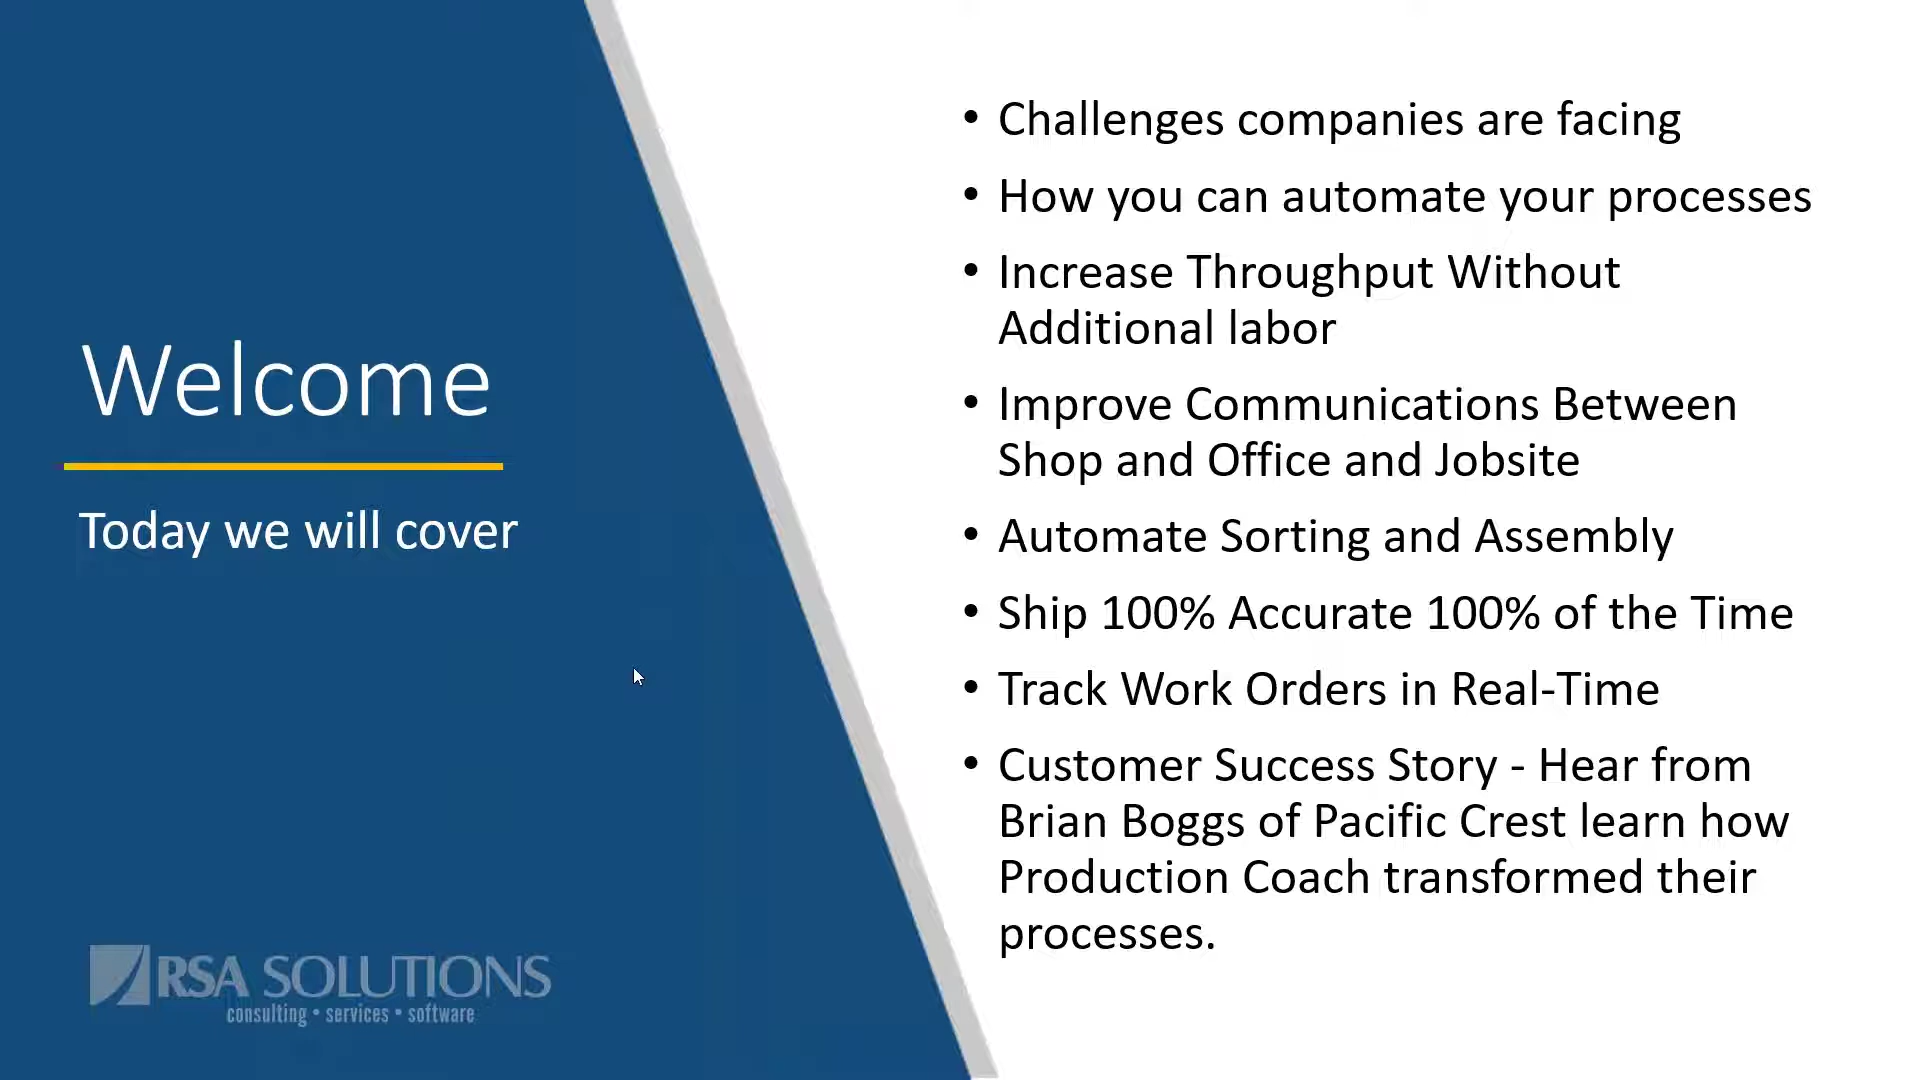 Welcome
Today we will cover
RSA SOLUTIONS
consulting • services • software
• Challenges companies are facing
• How you can automate your processes
• Increase Throughput Without
Additional labor
• Improve Communications Between
Shop and Office and Jobsite
• Automate Sorting and Assembly
• Ship 100% Accurate 100% of the Time
• Track Work Orders in Real-Time
• Customer Success Story - Hear from
Brian Boggs of Pacific Crest learn how
Production Coach transformed their
processes.